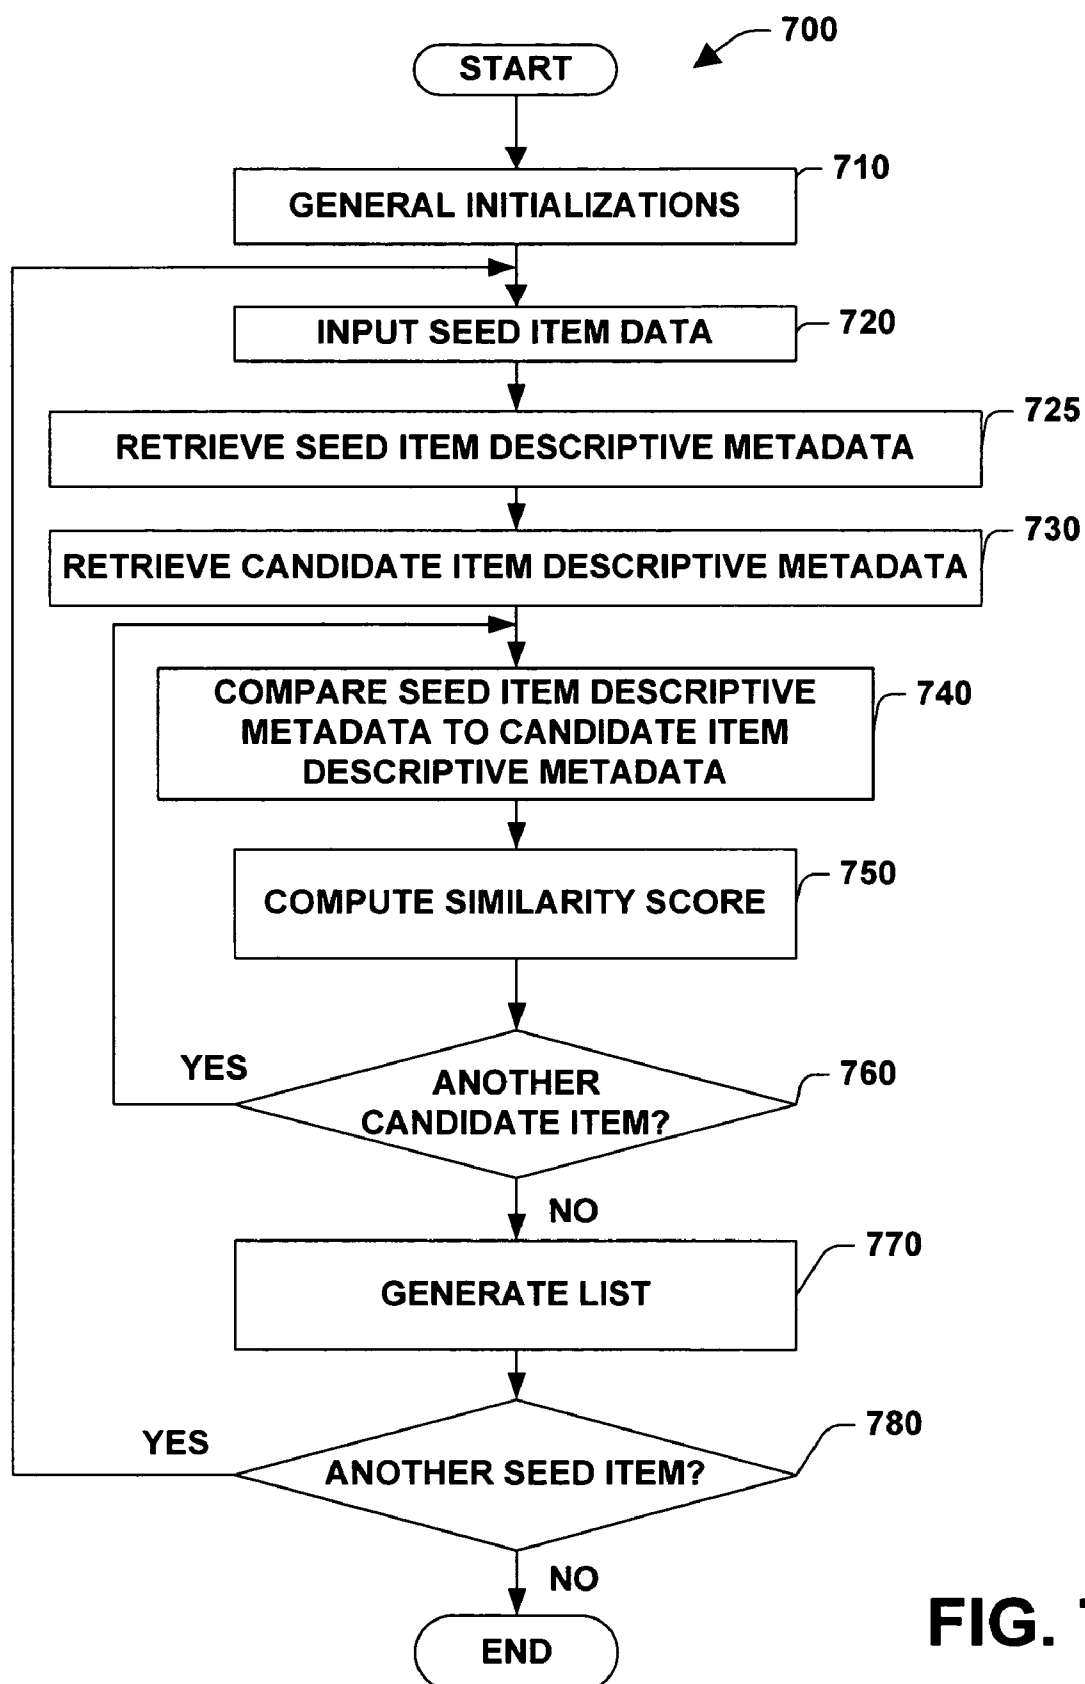 700
START
710
GENERAL INITIALIZATIONS
720
INPUT SEED ITEM DATA
725
RETRIEVE SEED ITEM DESCRIPTIVE METADATA
730
RETRIEVE CANDIDATE ITEM DESCRIPTIVE METADATA
740
COMPARE SEED ITEM DESCRIPTIVE
METADATA TO CANDIDATE ITEM
DESCRIPTIVE METADATA
750
COMPUTE SIMILARITY SCORE
YES
760
ANOTHER
CANDIDATE ITEM?
NO
770
GENERATE LIST
780
YES
ANOTHER SEED ITEM?
NO
END
FIG.